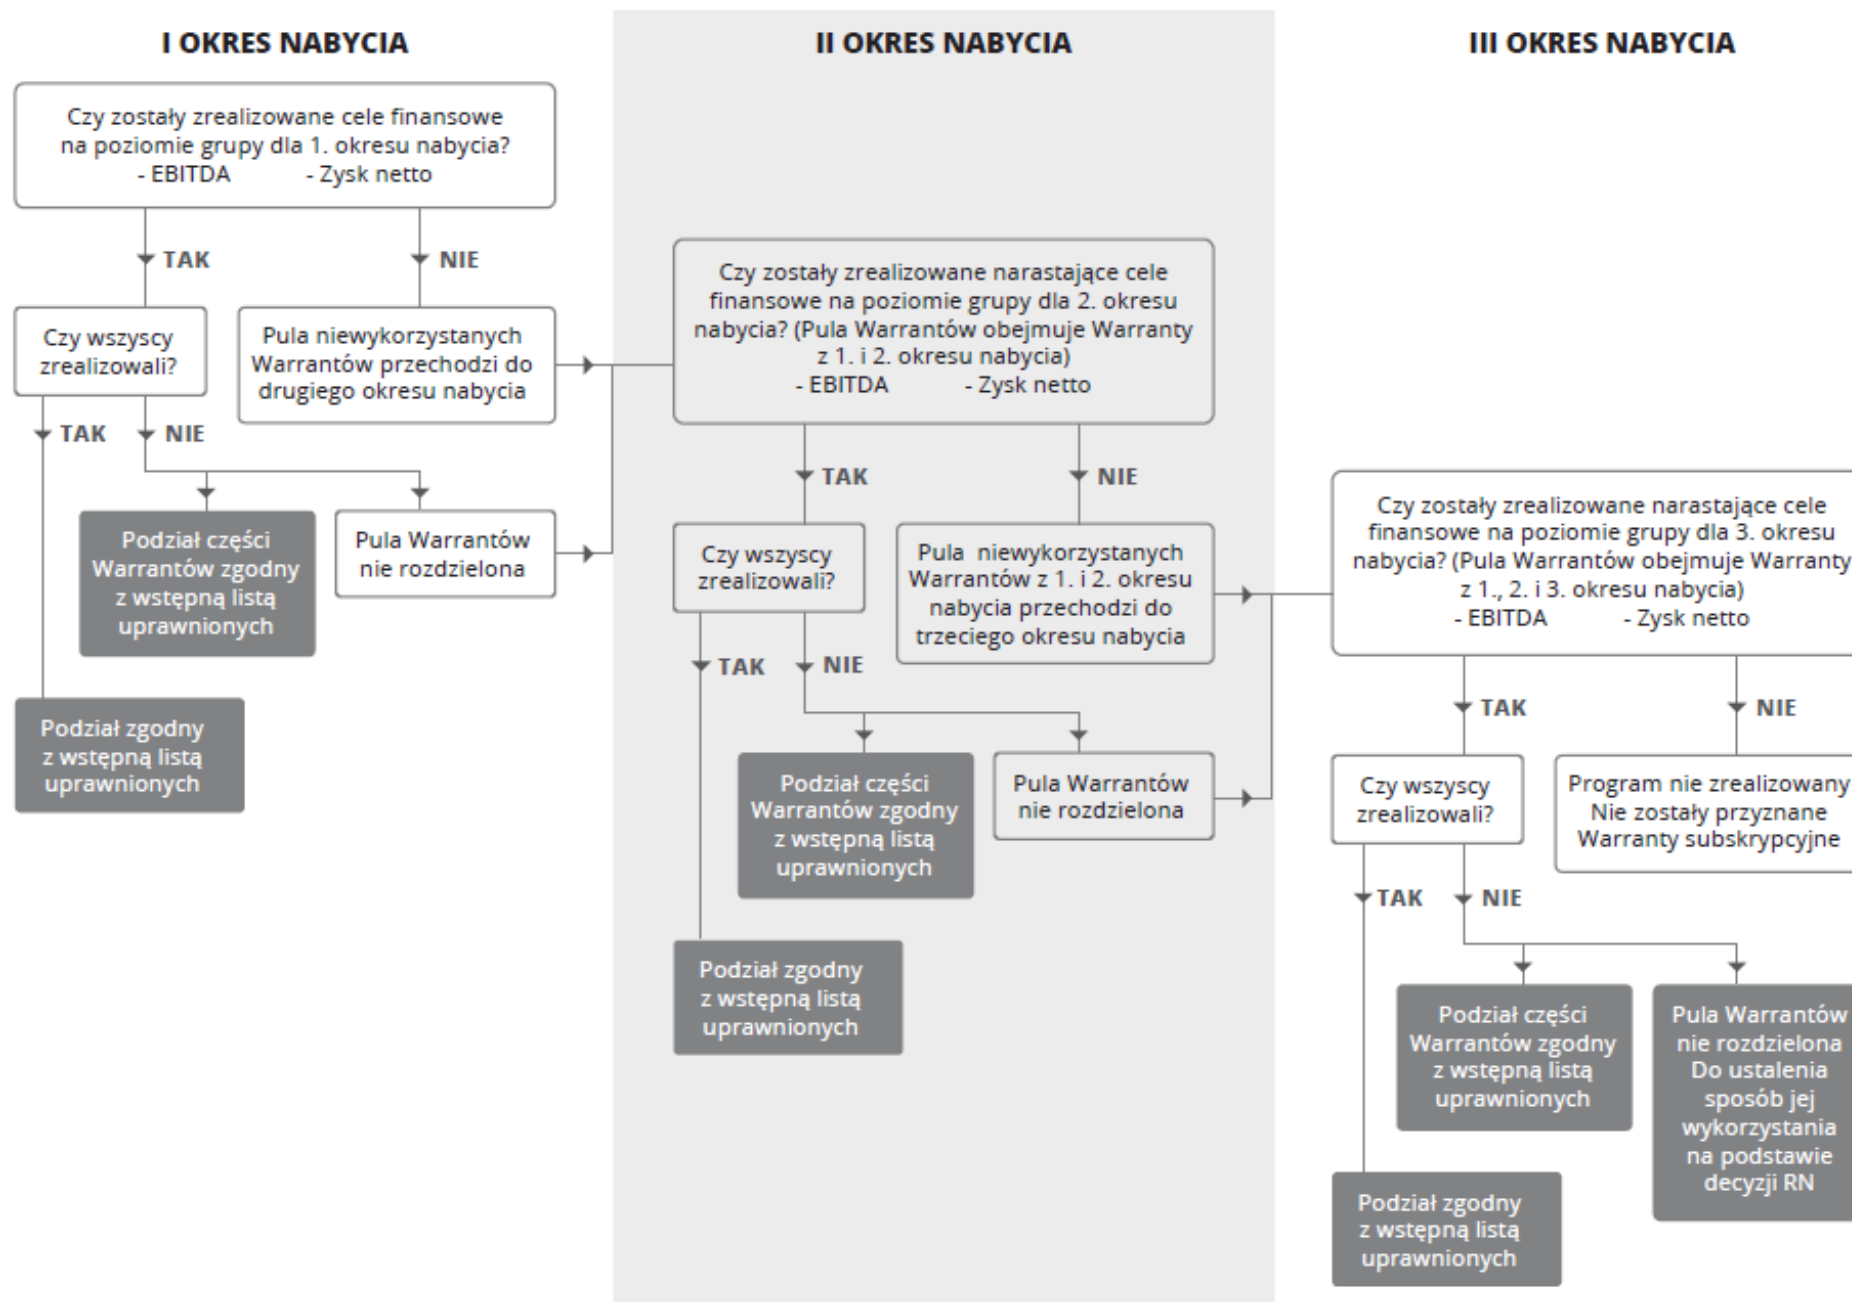 I OKRES NABYCIA
Czy zostały zrealizowane cele finansowe
na poziomie grupy dla 1. okresu nabycia?
- EBITDA - Zysk netto
TAK
NIE
Czy wszyscy
zrealizowali?
Pula niewykorzystanych
Warrantów przechodzi do
drugiego okresu nabycia
TAK
NIE
Podział części
Warrantów zgodny
z wstępną listą
uprawnionych
Pula Warrantów
nie rozdzielona
Podział zgodny
z wstępną listą
uprawnionych
II OKRES NABYCIA
Czy zostały zrealizowane narastające cele
finansowe na poziomie grupy dla 2. okresu
nabycia? (Pula Warrantów obejmuje Warranty
z 1. i 2. okresu nabycia)
- EBITDA - Zysk netto
TAK
NIE
Czy wszyscy
zrealizowali?
Pula niewykorzystanych
Warrantów z 1. i 2. okresu
nabycia przechodzi do
trzeciego okresu nabycia
TAK
NIE
Podział części
Warrantów zgodny
z wstępną listą
uprawnionych
Pula Warrantów
nie rozdzielona
Podział zgodny
z wstępną listą
uprawnionych
III OKRES NABYCIA
Czy zostały zrealizowane narastające cele
finansowe na poziomie grupy dla 3. okresu
nabycia? (Pula Warrantów obejmuje Warranty
z 1., 2. i 3. okresu nabycia)
- EBITDA - Zysk netto
TAK
NIE
Czy wszyscy
zrealizowali?
Program nie zrealizowany
Nie zostały przyznane
Warranty subskrypcyjne
TAK
NIE
Podział części
Warrantów zgodny
z wstępną listą
uprawnionych
Pula Warrantów
nie rozdzielona
Do ustalenia
sposób jej
wykorzystania
na podstawie
decyzji RN
Podział zgodny
z wstępną listą
uprawnionych